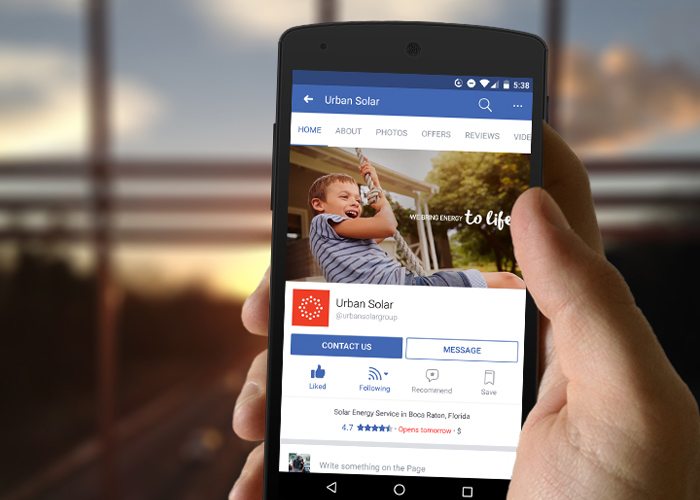 5:38
Urban Solar
HOME ABOUT PHOTOS OFFERS REVIEWS VIDE
WE BRING ENERGY to life
Urban Solar
@urbansolargroup
CONTACT US MESSAGE
Liked Following Recommend Save
Solar Energy Service in Boca Raton, Florida
4.7 · Opens tomorrow · $
Write something on the Page